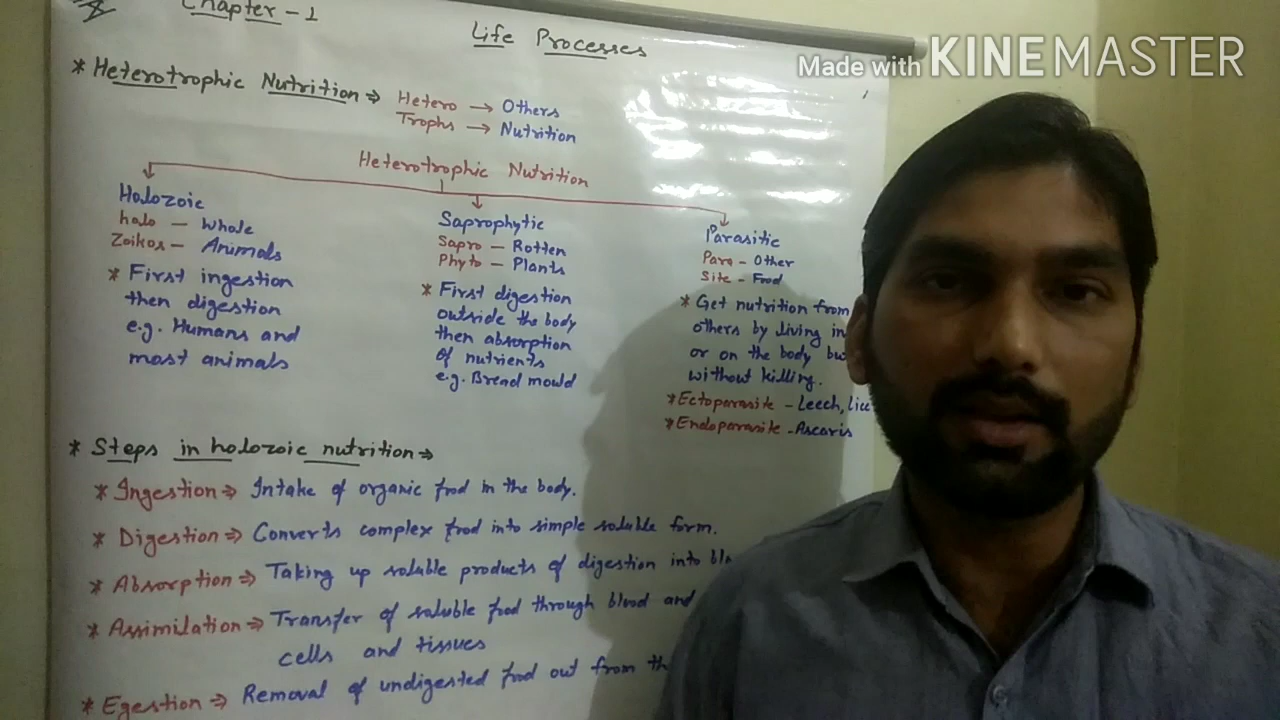 Chapter - 1
Life Processes
Made with KINEMASTER
* Heterotrophic Nutrition ⇒ Hetero → Others
Trophs → Nutrition
Heterotrophic Nutrition
Holozoic
halo - Whole
Zoikos - Animals
* First ingestion
then digestion
e.g. Humans and
most animals
Saprophytic
Sapro - Rotten
Phyto - Plants
* First digestion
outside the body
then absorption
of nutrients
e.g. Bread mould
Parasitic
Para - Other
Site - Food
* Get nutrition from
others by living in
or on the body bu
without killing.
* Ectoparasite - Leech, Lice
* Endoparasite - Ascaris
* Steps in holozoic nutrition ⇒
* Ingestion ⇒ Intake of organic food in the body.
* Digestion ⇒ Converts complex food into simple soluble form.
* Absorption ⇒ Taking up soluble products of digestion into blo
* Assimilation ⇒ Transfer of soluble food through blood and
cells and tissues
* Egestion ⇒ Removal of undigested food out from th